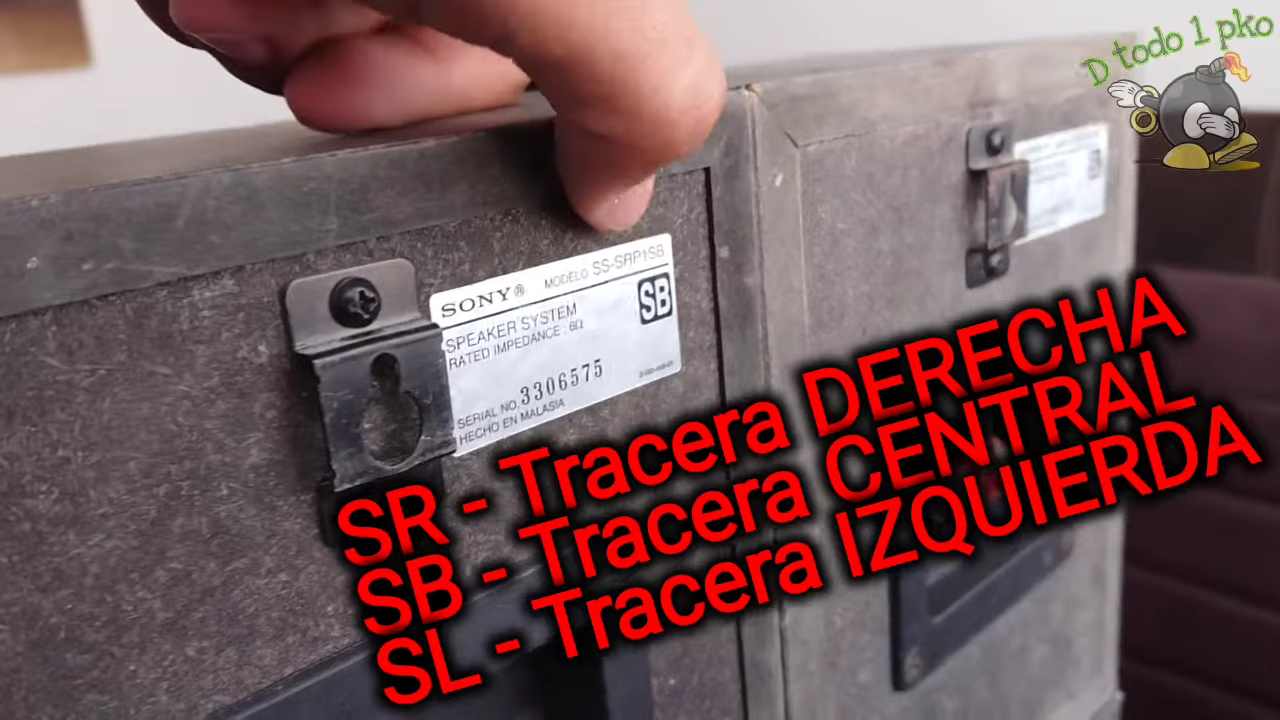 D todo 1 pko
SONY® MODELO SS-SRP1SB
SB
SPEAKER SYSTEM
RATED IMPEDANCE : 6Ω
SERIAL NO. 3306575
HECHO EN MALASIA
SR - Tracera DERECHA
SB - Tracera CENTRAL
SL - Tracera IZQUIERDA